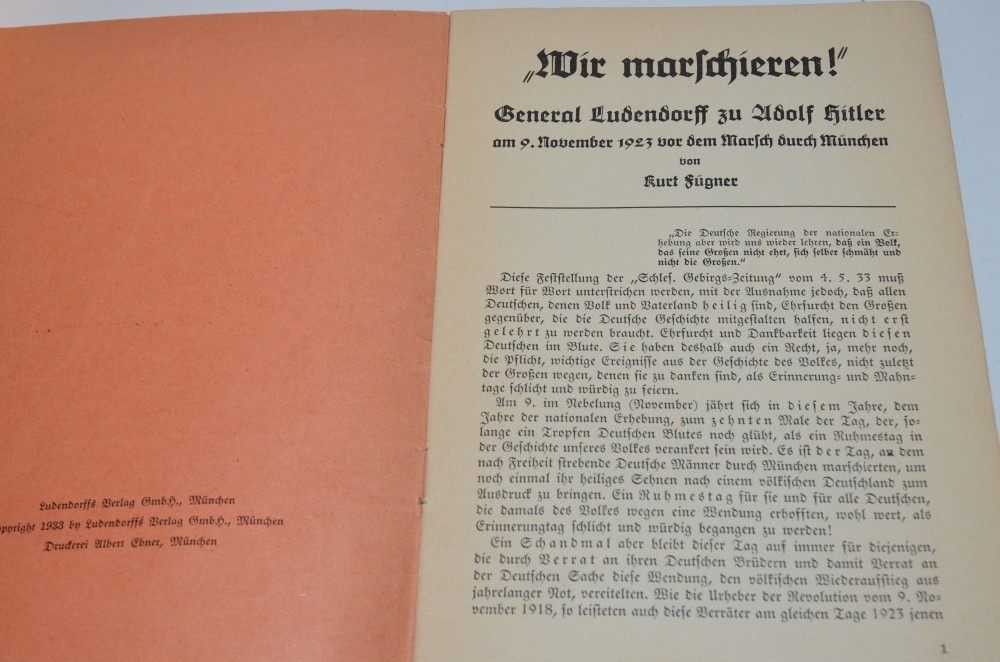 Ludendorffs Verlag GmbH., München
opyright 1933 by Ludendorffs Verlag GmbH., München
Druckerei Albert Ebner, München
„Wir marſchieren!“
General Ludendorff zu Adolf Hitler
am 9. November 1923 vor dem Marſch durch München
von
Kurt Fügner
„Die Deutſche Regierung der nationalen Er-
hebung aber wird uns wieder lehren, daß ein Volk,
das ſeine Großen nicht ehrt, ſich ſelber ſchmäht und
nicht die Großen.“
Dieſe Feſtſtellung der „Schleſ. Gebirgs-Zeitung“ vom 4. 5. 33 muß
Wort für Wort unterſtrichen werden, mit der Ausnahme jedoch, daß allen
Deutſchen, denen Volk und Vaterland heilig ſind, Ehrfurcht den Großen
gegenüber, die die Deutſche Geſchichte mitgeſtalten halfen, nicht erſt
gelehrt zu werden braucht. Ehrfurcht und Dankbarkeit liegen dieſen
Deutſchen im Blute. Sie haben deshalb auch ein Recht, ja, mehr noch,
die Pflicht, wichtige Ereigniſſe aus der Geſchichte des Volkes, nicht zuletzt
der Großen wegen, denen ſie zu danken ſind, als Erinnerung- und Mahn-
tage ſchlicht und würdig zu feiern.
Am 9. im Nebelung (November) jährt ſich in dieſem Jahre, dem
Jahre der nationalen Erhebung, zum zehnten Male der Tag, der, ſo-
lange ein Tropfen Deutſchen Blutes noch glüht, als ein Ruhmestag in
der Geſchichte unſeres Volkes verankert ſein wird. Es iſt der Tag, an dem
nach Freiheit ſtrebende Deutſche Männer durch München marſchierten, um
noch einmal ihr heiliges Sehnen nach einem völkiſchen Deutſchland zum
Ausdruck zu bringen. Ein Ruhmestag für ſie und für alle Deutſchen,
die damals des Volkes wegen eine Wendung erhofften, wohl wert, als
Erinnerungtag ſchlicht und würdig begangen zu werden!
Ein Schandmal aber bleibt dieſer Tag auf immer für diejenigen,
die durch Verrat an ihren Deutſchen Brüdern und damit Verrat an
der Deutſchen Sache dieſe Wendung, den völkiſchen Wiederaufſtieg aus
jahrelanger Not, vereitelten. Wie die Urheber der Revolution vom 9. No-
vember 1918, ſo leiſteten auch dieſe Verräter am gleichen Tage 1923 jenen
1